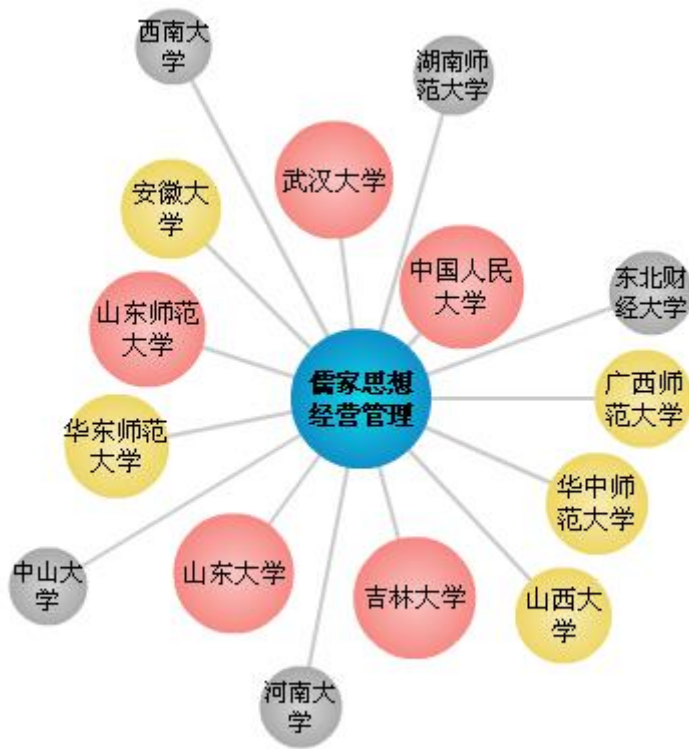 西南大
学
湖南师
范大学
武汉大学
安徽大
学
中国人民
大学
东北财
经大学
山东师范
大学
儒家思想
经营管理
广西师
范大学
华东师范
大学
华中师
范大学
中山大
学
山东大学
吉林大学
山西大
学
河南大
学